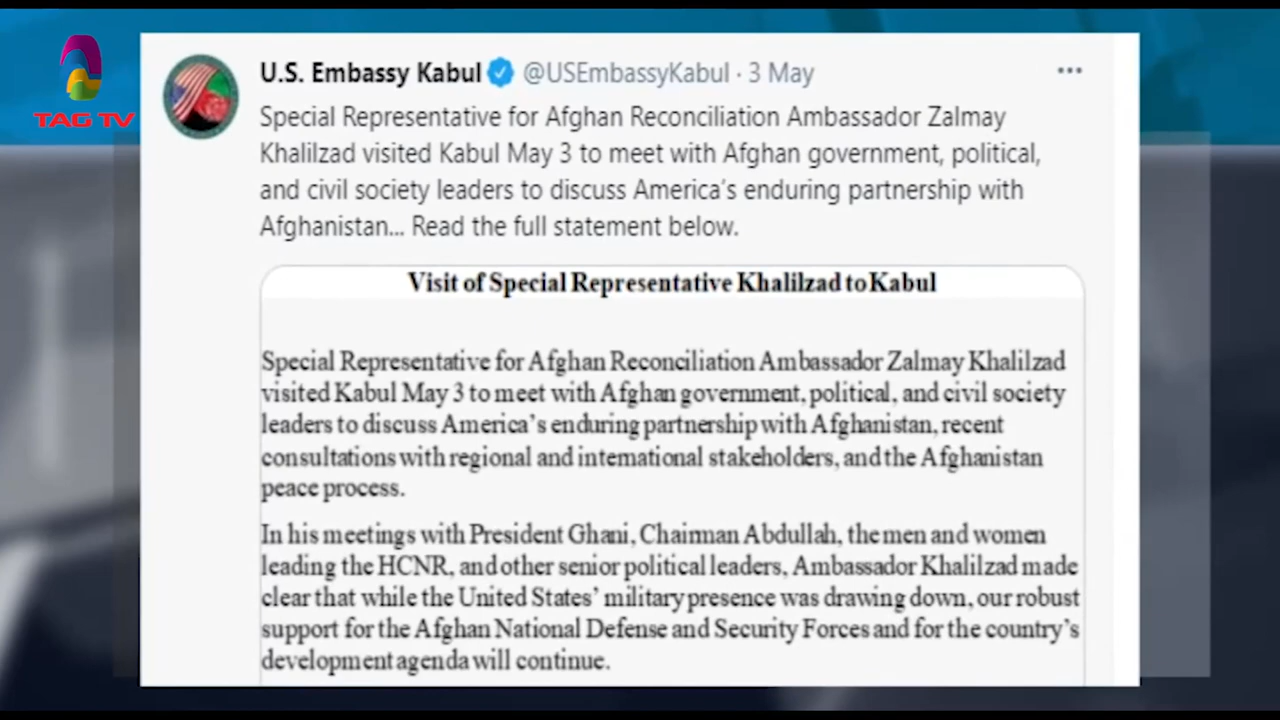 TAG TV
U.S. Embassy Kabul @USEmbassyKabul · 3 May
Special Representative for Afghan Reconciliation Ambassador Zalmay
Khalilzad visited Kabul May 3 to meet with Afghan government, political,
and civil society leaders to discuss America's enduring partnership with
Afghanistan... Read the full statement below.
Visit of Special Representative Khalilzad to Kabul
Special Representative for Afghan Reconciliation Ambassador Zalmay Khalilzad
visited Kabul May 3 to meet with Afghan government, political, and civil society
leaders to discuss America's enduring partnership with Afghanistan, recent
consultations with regional and international stakeholders, and the Afghanistan
peace process.
In his meetings with President Ghani, Chairman Abdullah, the men and women
leading the HCNR, and other senior political leaders, Ambassador Khalilzad made
clear that while the United States' military presence was drawing down, our robust
support for the Afghan National Defense and Security Forces and for the country's
development agenda will continue.